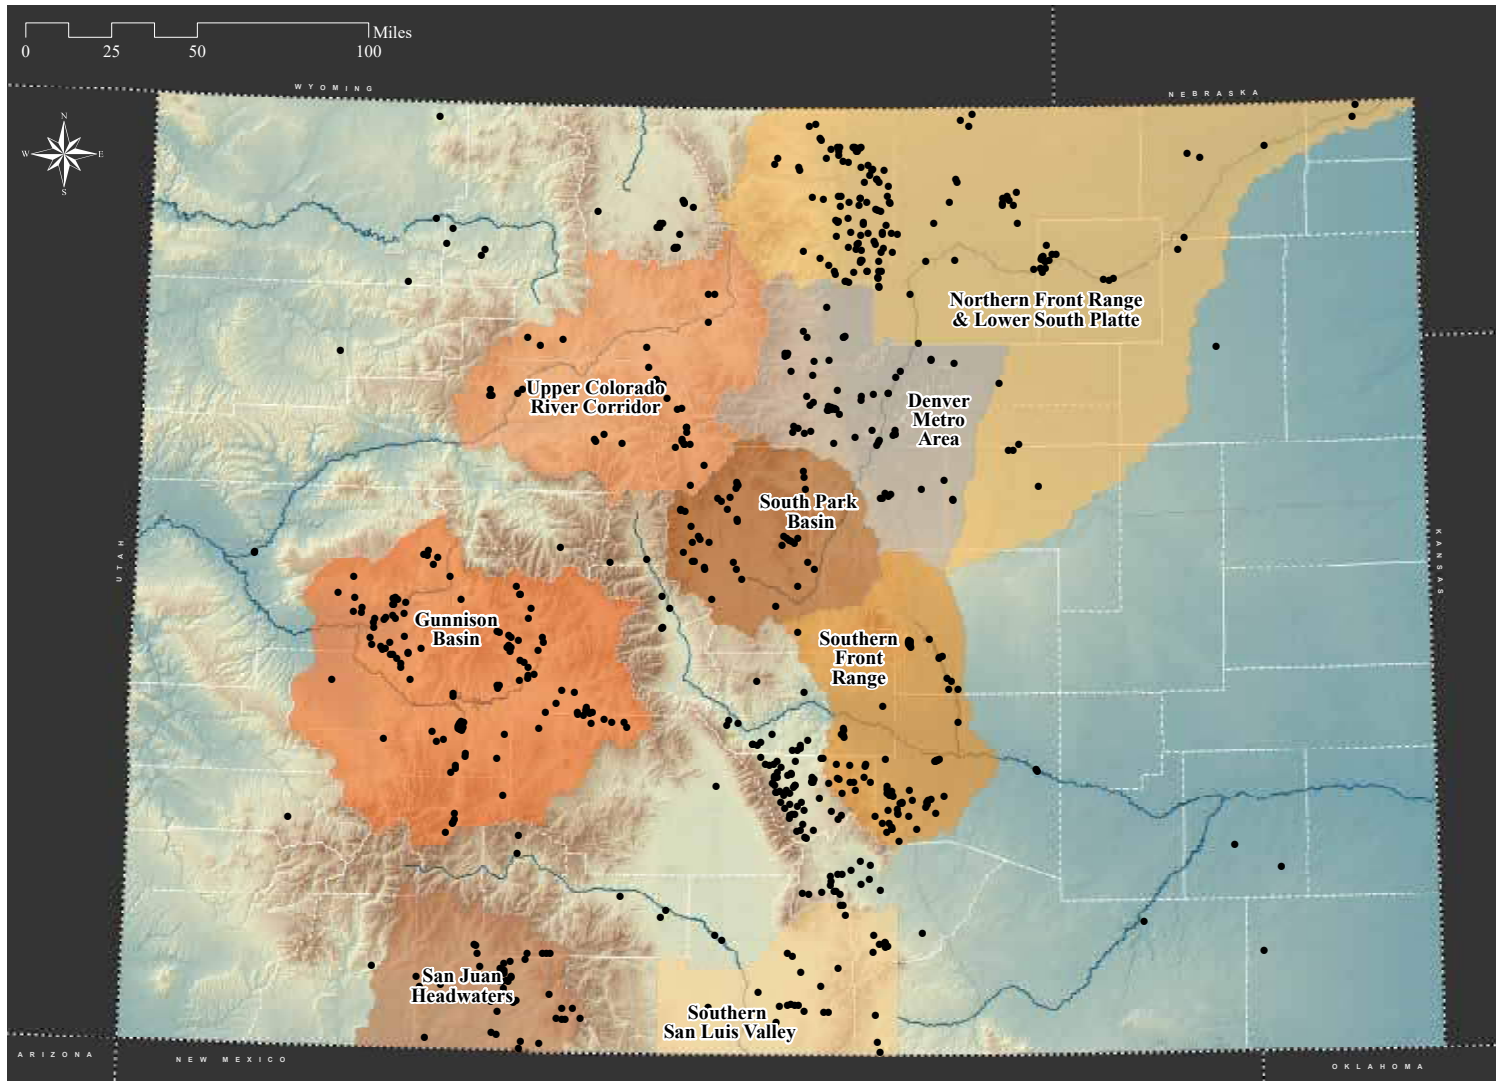 Miles
0 25 50 100
WYOMING
NEBRASKA
N
W E
S
Northern Front Range
& Lower South Platte
Upper Colorado
River Corridor
Denver
Metro
Area
South Park
Basin
UTAH
KANSAS
Gunnison
Basin
Southern
Front
Range
San Juan
Headwaters
Southern
San Luis Valley
ARIZONA
NEW MEXICO
OKLAHOMA